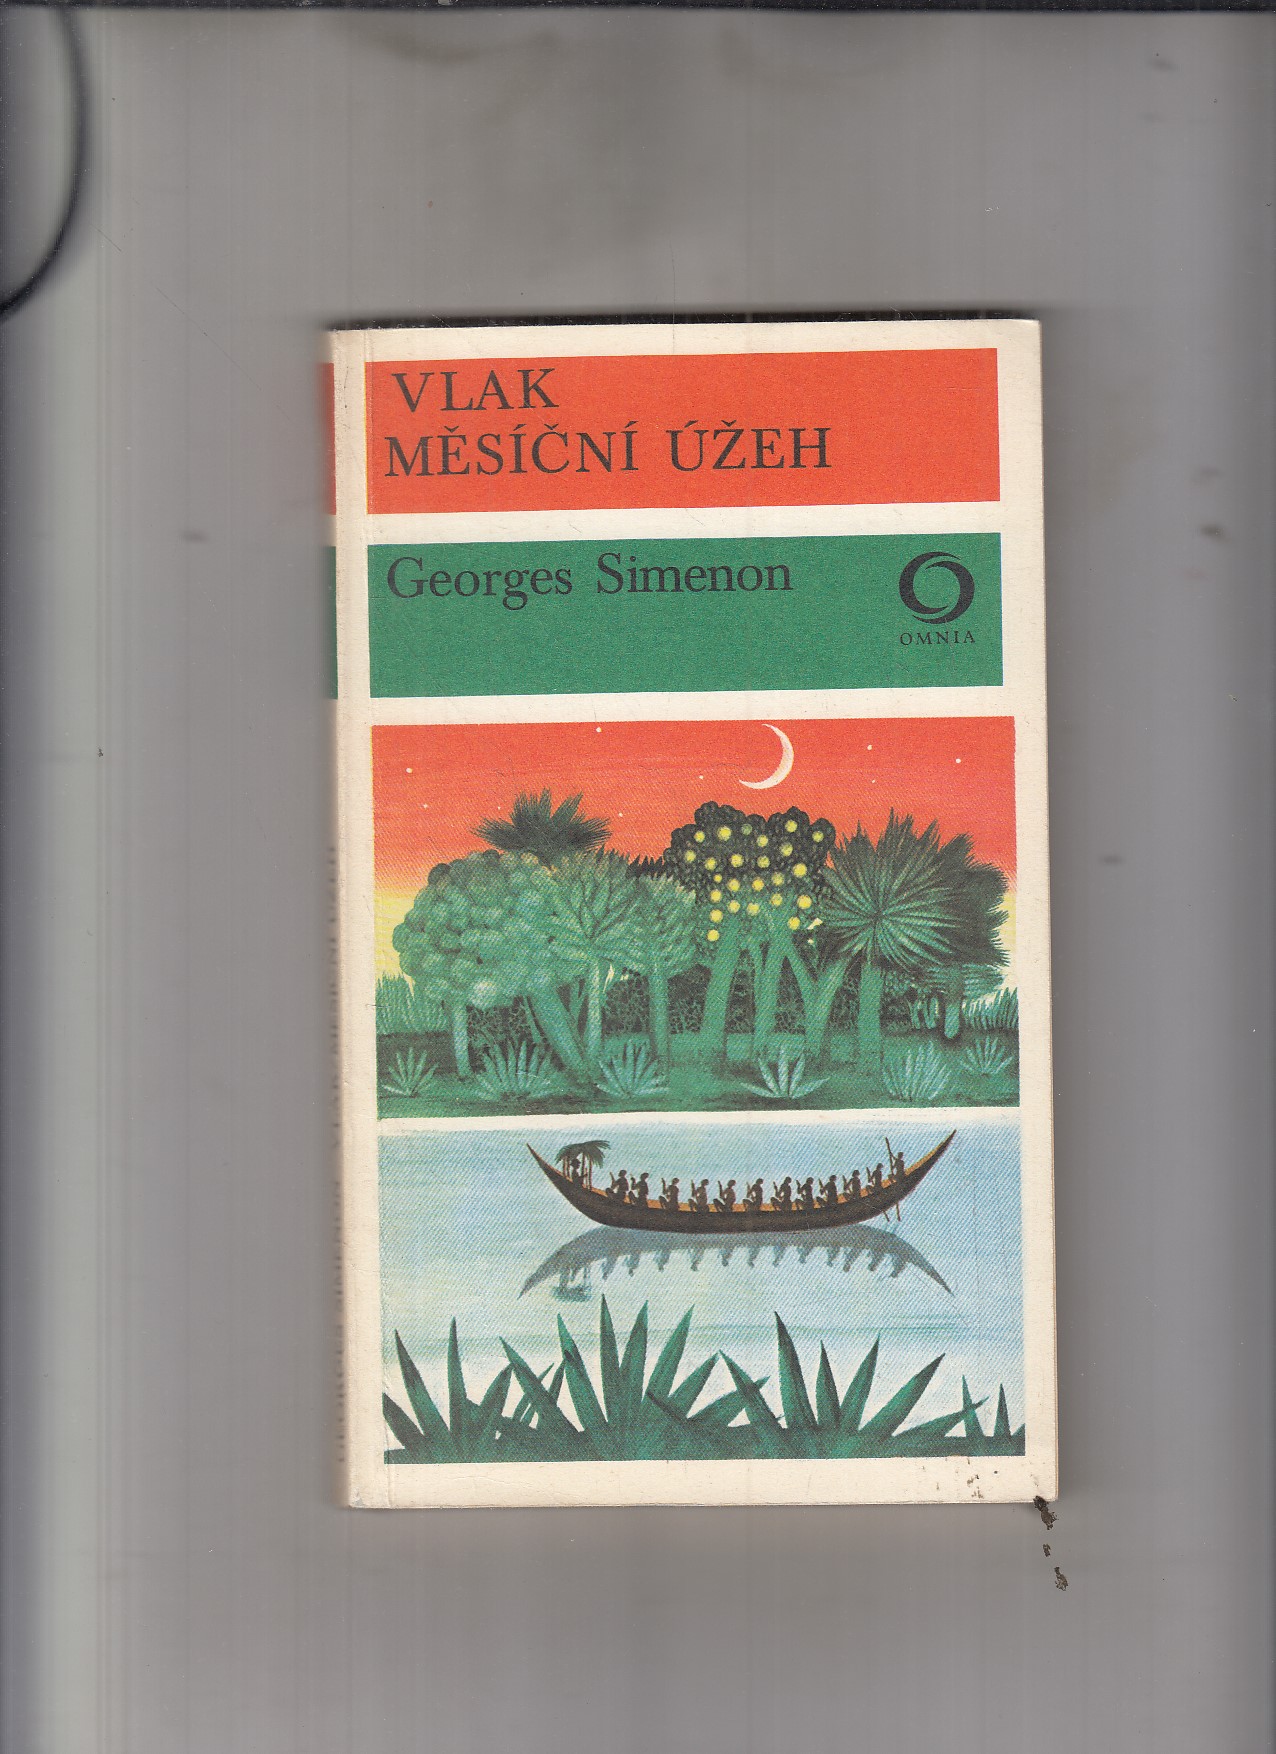 VLAK
MĚSÍČNÍ ÚŽEH
Georges Simenon
OMNIA